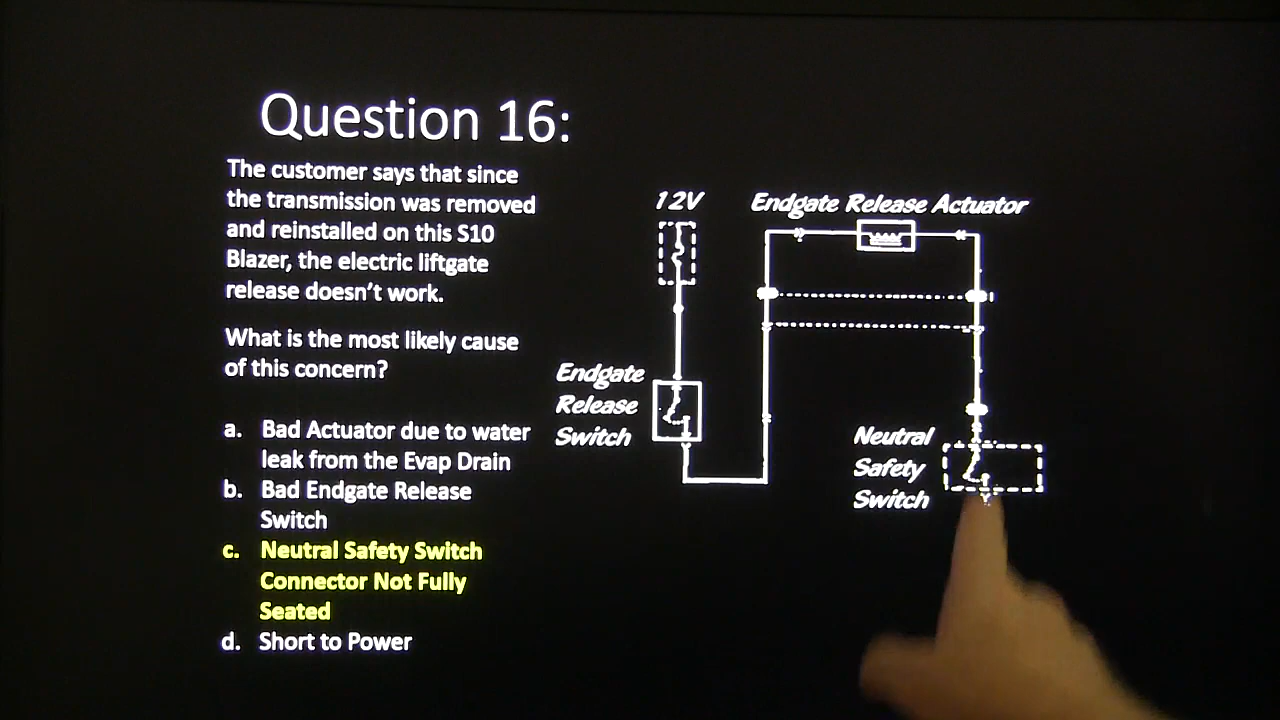 Question 16:
The customer says that since
the transmission was removed
and reinstalled on this S10
Blazer, the electric liftgate
release doesn't work.
What is the most likely cause
of this concern?
a. Bad Actuator due to water
leak from the Evap Drain
b. Bad Endgate Release
Switch
c. Neutral Safety Switch
Connector Not Fully
Seated
d. Short to Power
12V
Endgate Release Actuator
Endgate
Release
Switch
Neutral
Safety
Switch